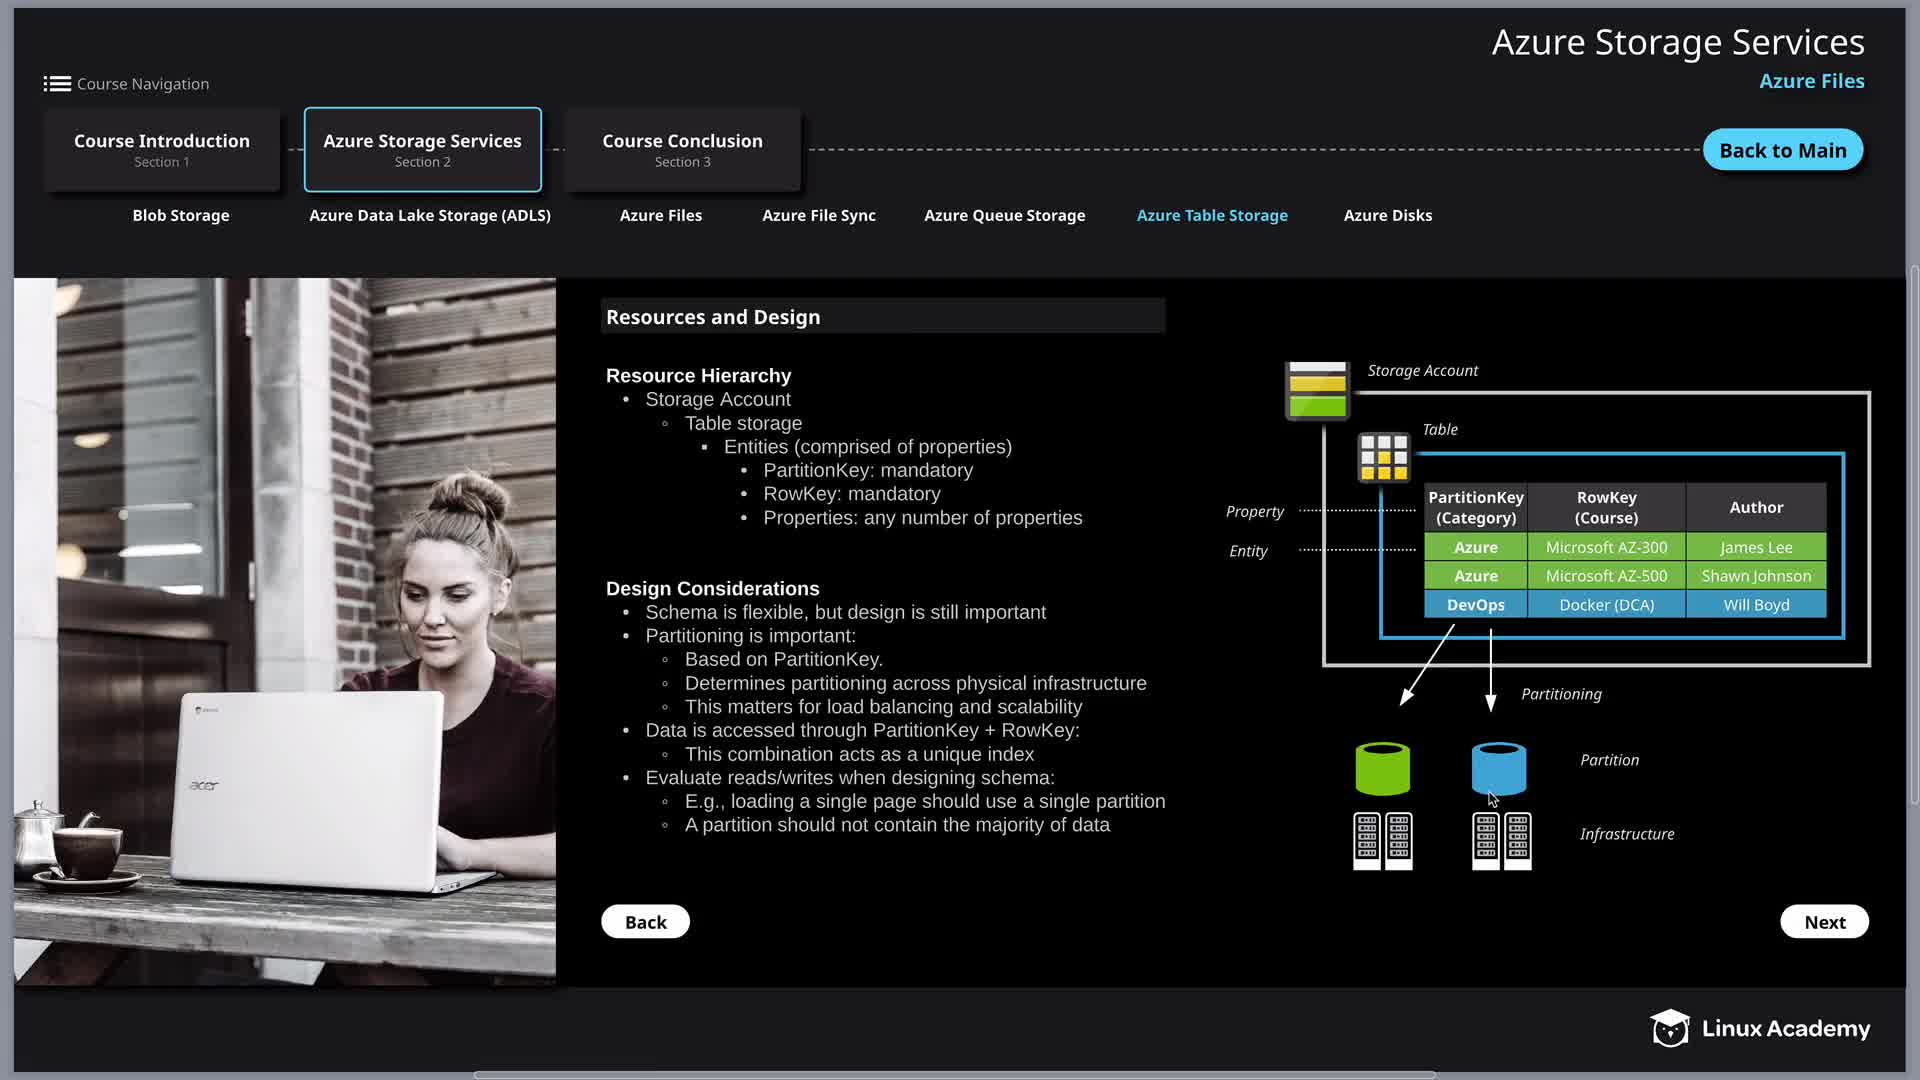 Azure Storage Services
Azure Files
Course Navigation
Course Introduction
Section 1
Azure Storage Services
Section 2
Course Conclusion
Section 3
Back to Main
Blob Storage
Azure Data Lake Storage (ADLS)
Azure Files
Azure File Sync
Azure Queue Storage
Azure Table Storage
Azure Disks
Resources and Design
Resource Hierarchy
• Storage Account
◦ Table storage
▪ Entities (comprised of properties)
• PartitionKey: mandatory
• RowKey: mandatory
• Properties: any number of properties
Design Considerations
• Schema is flexible, but design is still important
• Partitioning is important:
◦ Based on PartitionKey.
◦ Determines partitioning across physical infrastructure
◦ This matters for load balancing and scalability
• Data is accessed through PartitionKey + RowKey:
◦ This combination acts as a unique index
• Evaluate reads/writes when designing schema:
◦ E.g., loading a single page should use a single partition
◦ A partition should not contain the majority of data
Storage Account
Table
Property
Entity
PartitionKey (Category)
RowKey (Course)
Author
Azure Microsoft AZ-300 James Lee
Azure Microsoft AZ-500 Shawn Johnson
DevOps Docker (DCA) Will Boyd
Partitioning
Partition
Infrastructure
acer
Back
Next
Linux Academy